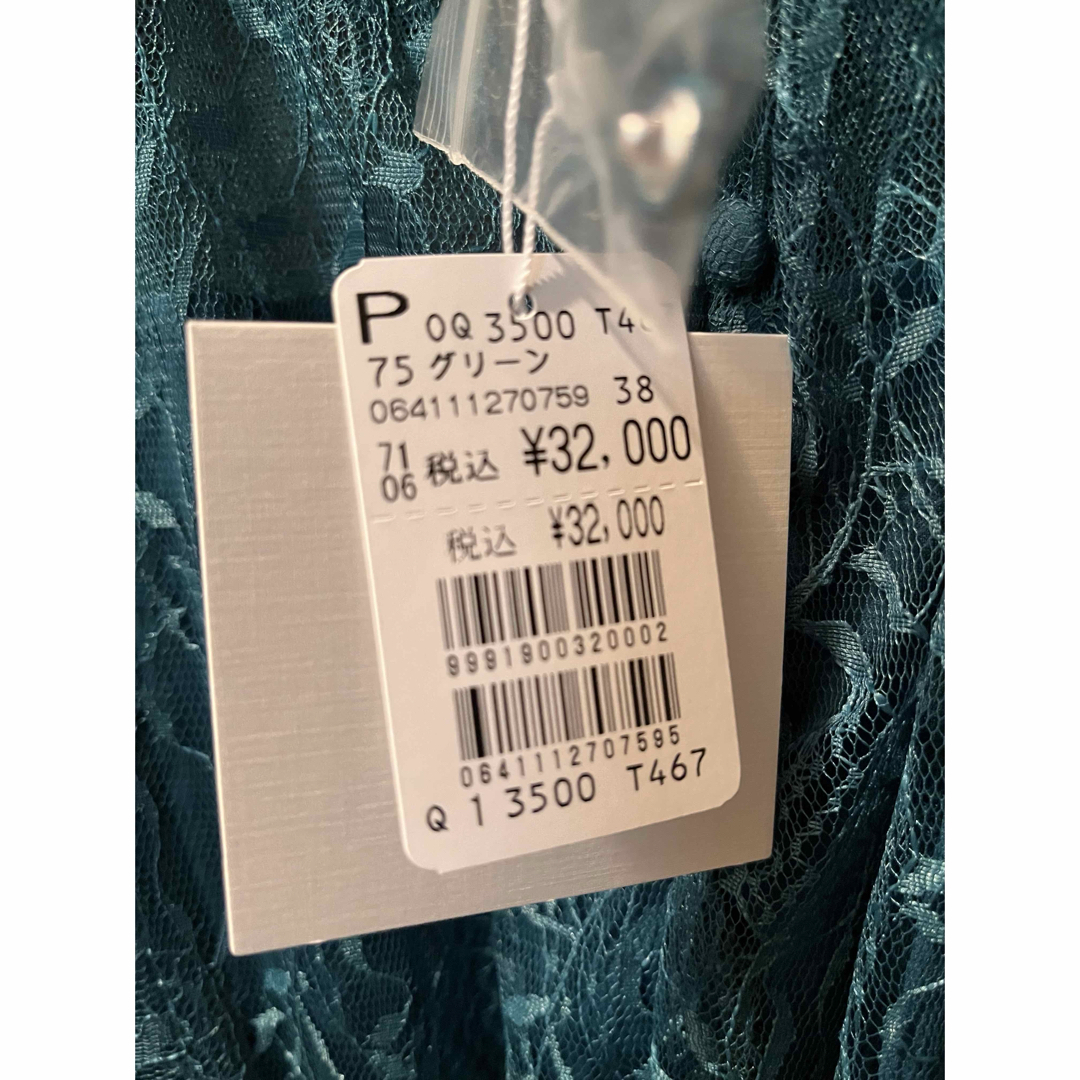 P 0Q 3500 T4
75 グリーン
064111270759 38
71
06 税込 ¥32,000
税込 ¥32,000
9991900320002
0641112707595
Q 1 3500 T467